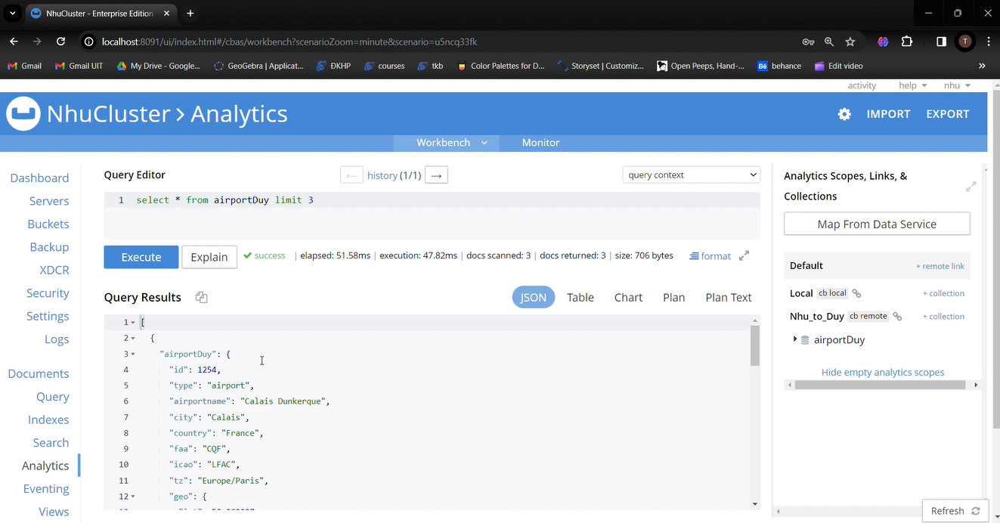 NhuCluster - Enterprise Edition
localhost:8091/ui/index.html#/cbas/workbench?scenarioZoom=minute&scenario=u5ncq33fk
T
Gmail
Gmail UIT
My Drive - Google...
GeoGebra | Applicat...
ĐKHP
courses
tkb
Color Palettes for D...
Storyset | Customiz...
Open Peeps, Hand-...
Bē behance
Edit video
activity
help
nhu
NhuCluster > Analytics
IMPORT
EXPORT
Workbench
Monitor
Dashboard
Servers
Buckets
Backup
XDCR
Security
Settings
Logs
Documents
Query
Indexes
Search
Analytics
Eventing
Views
Query Editor
history (1/1)
query context
1 select * from airportDuy limit 3
Execute
Explain
success | elapsed: 51.58ms | execution: 47.82ms | docs scanned: 3 | docs returned: 3 | size: 706 bytes
format
Query Results
JSON
Table
Chart
Plan
Plan Text
1 [
2 {
3 "airportDuy": {
4 "id": 1254,
5 "type": "airport",
6 "airportname": "Calais Dunkerque",
7 "city": "Calais",
8 "country": "France",
9 "faa": "CQF",
10 "icao": "LFAC",
11 "tz": "Europe/Paris",
12 "geo": {
Analytics Scopes, Links, &
Collections
Map From Data Service
Default
+ remote link
Local cb local
+ collection
Nhu_to_Duy cb remote
+ collection
airportDuy
Hide empty analytics scopes
Refresh